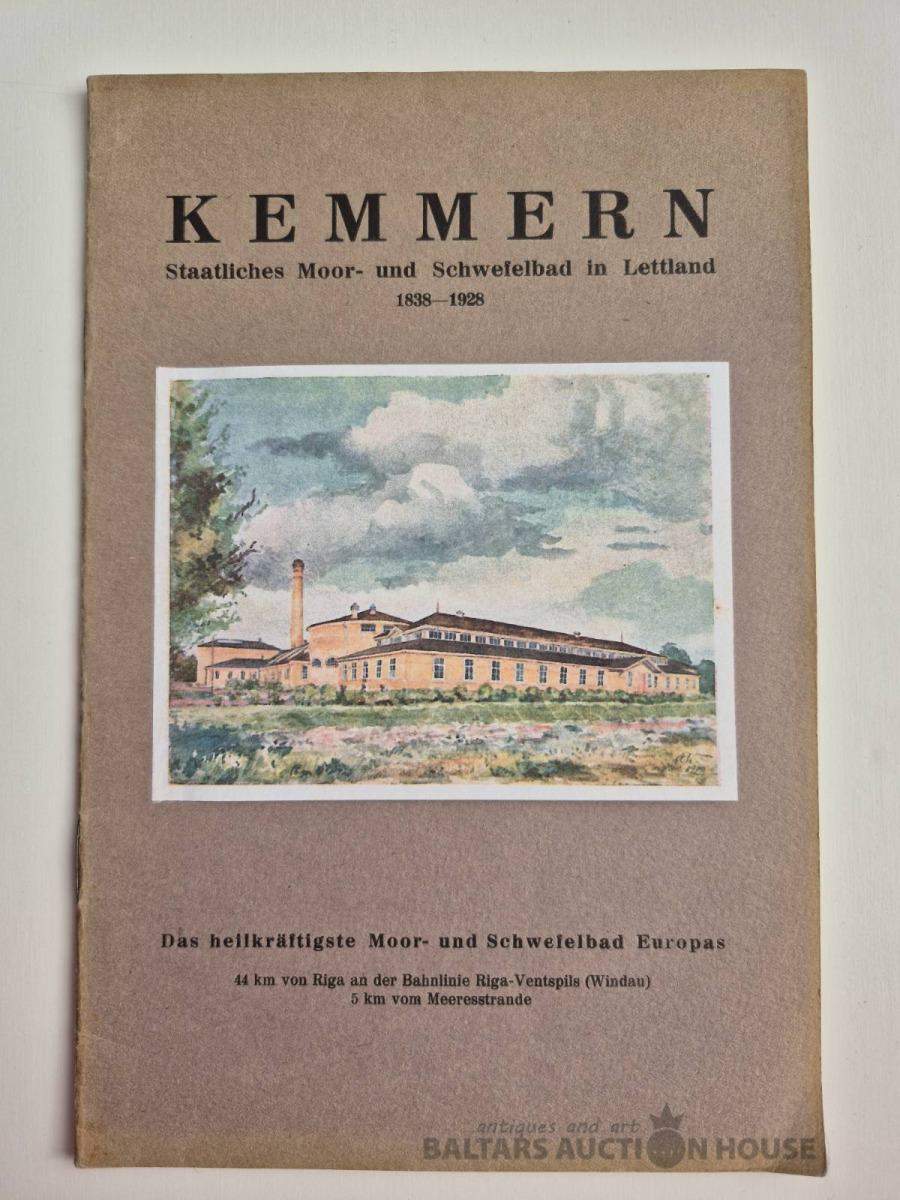 KEMMERN
Staatliches Moor- und Schwefelbad in Lettland
1838—1928
Das heilkräftigste Moor- und Schwefelbad Europas
44 km von Riga an der Bahnlinie Riga-Ventspils (Windau)
5 km vom Meeresstrande
antiques and art
BALTARS AUCTION HOUSE